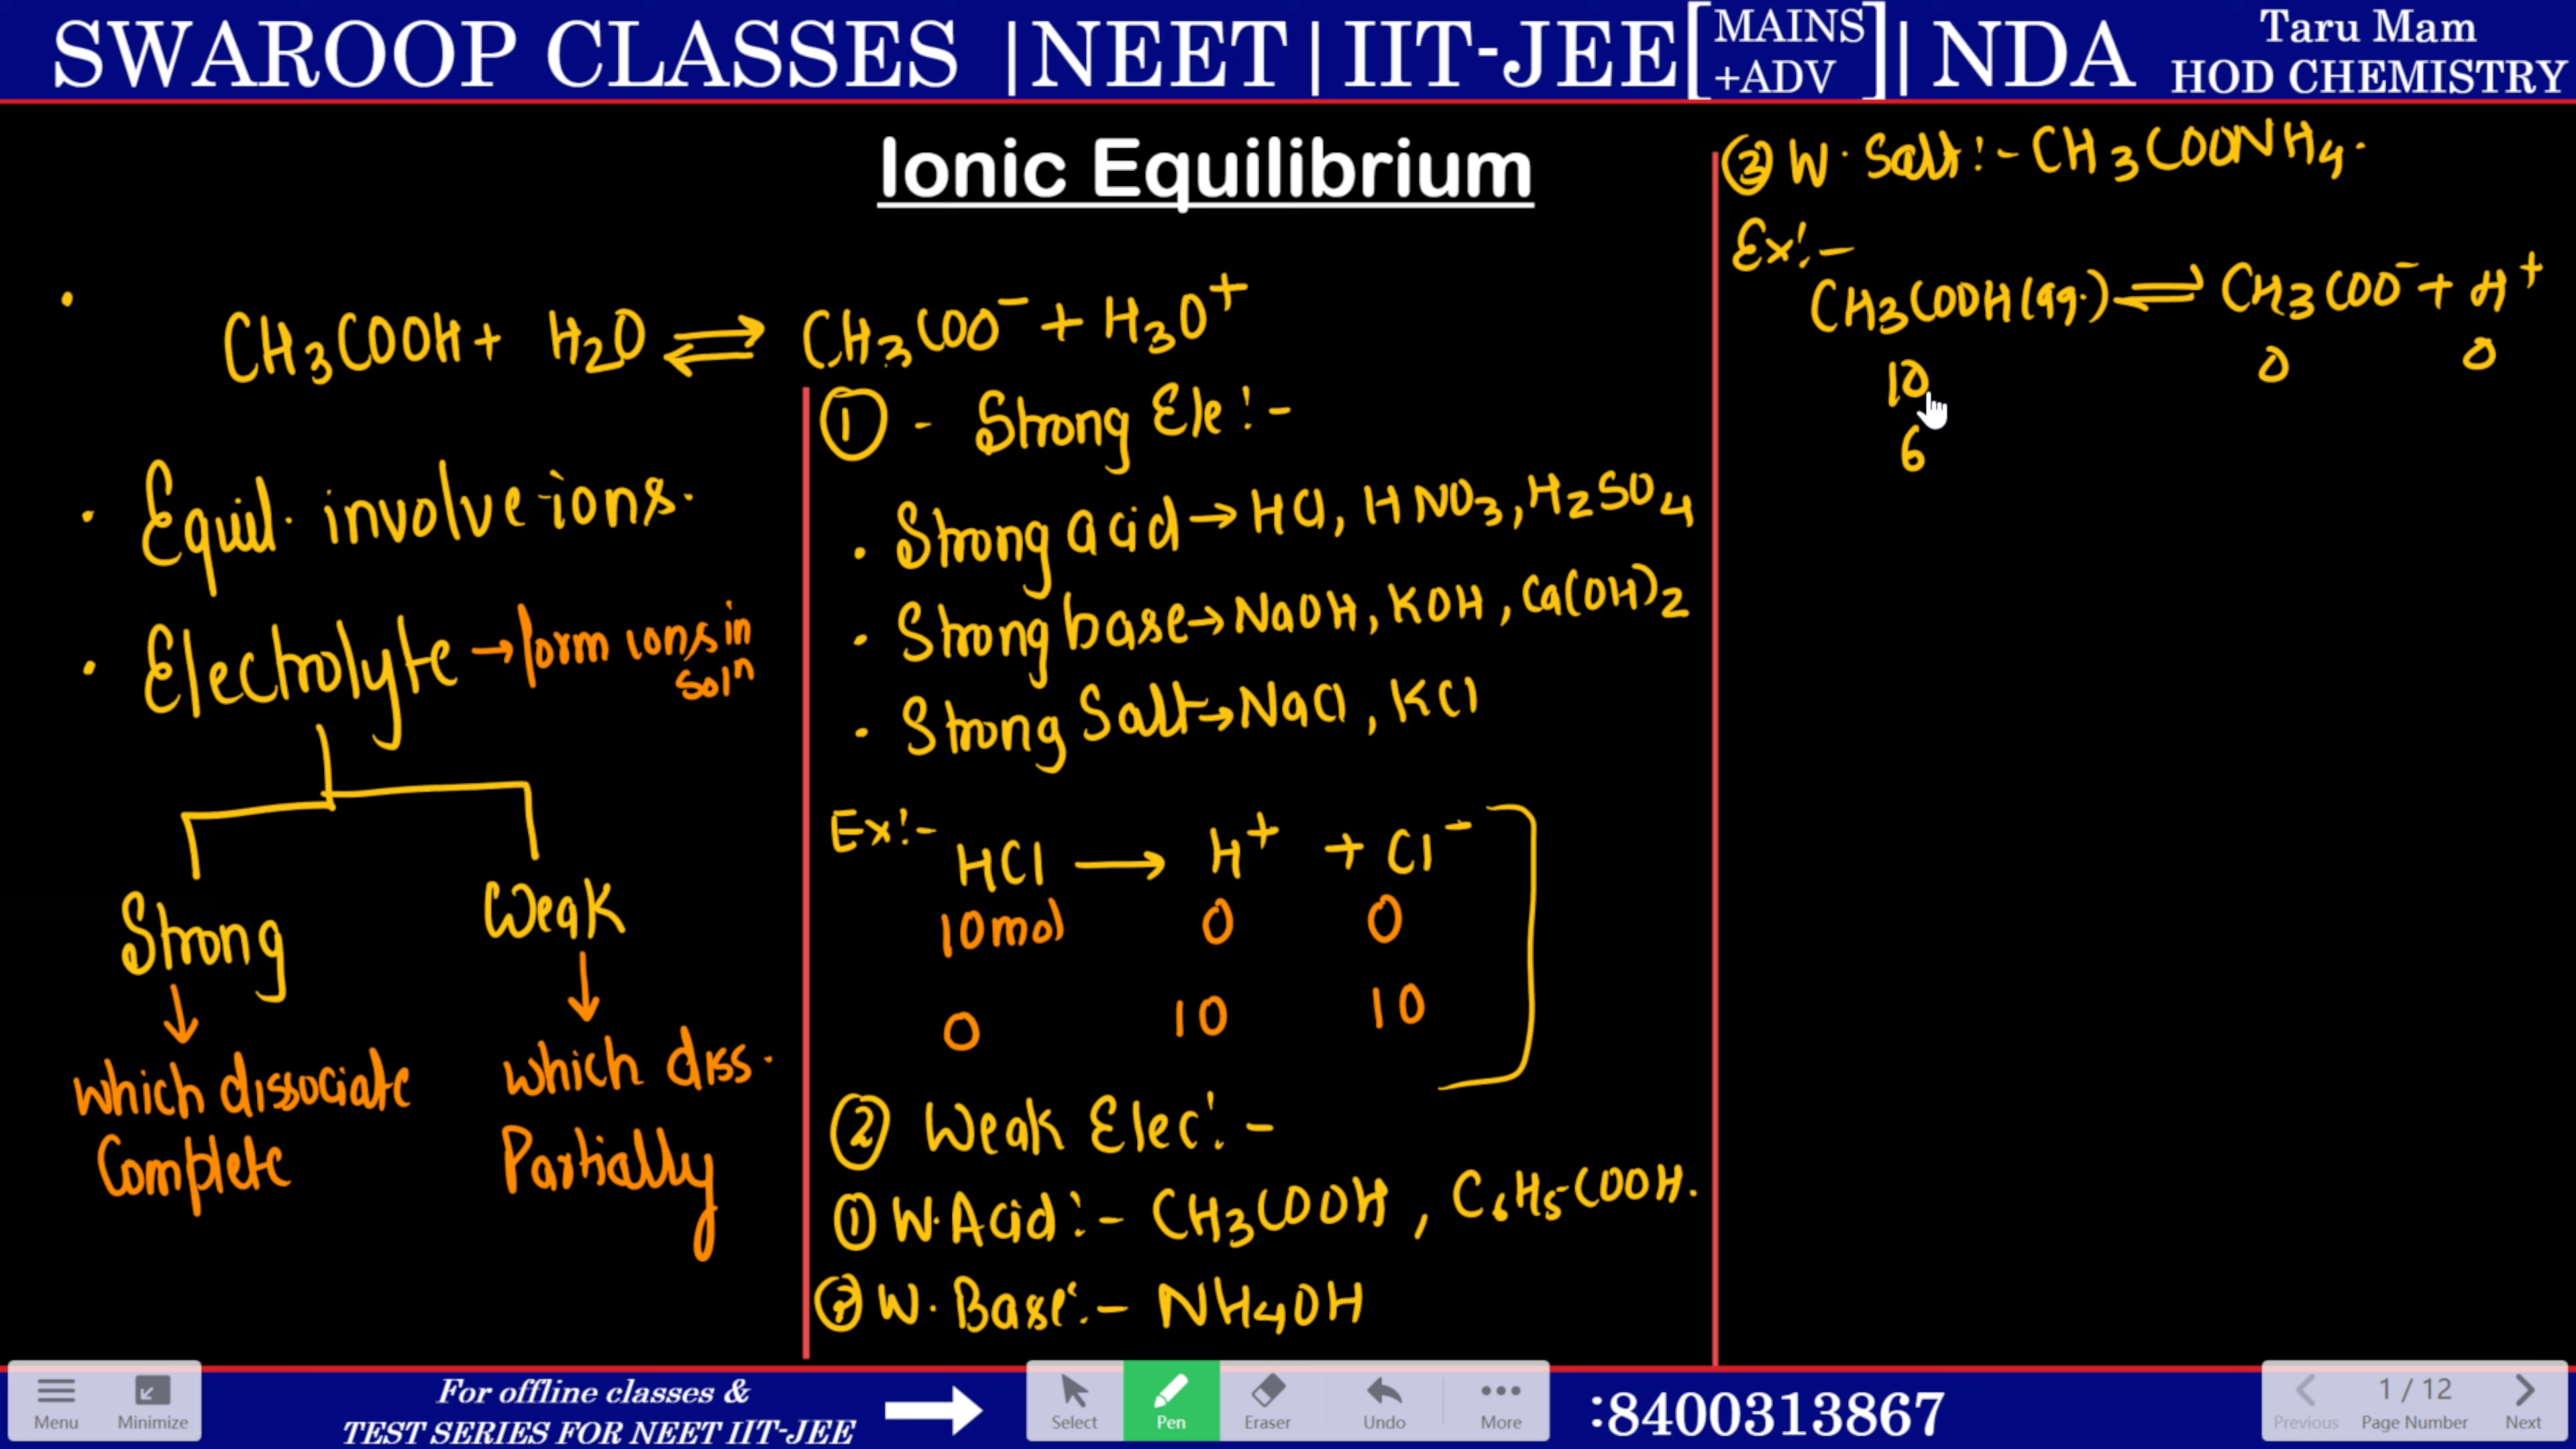 SWAROOP CLASSES |NEET| IIT-JEE[MAINS +ADV]| NDA
Taru Mam
HOD CHEMISTRY
Ionic Equilibrium
CH3COOH + H2O ⇌ CH3COO⁻ + H3O⁺
• Equil. involve ions.
• Electrolyte → form ions in
solⁿ
Strong
Weak
which dissociate
Complete
which diss.
Partially
① - Strong Ele:-
• Strong acid → HCl, HNO3, H2SO4
• Strong base → NaOH, KOH, Ca(OH)2
• Strong Salt → NaCl, KCl
Ex:- HCl → H⁺ + Cl⁻
10mol 0 0
0 10 10
② Weak Elec:-
① W.Acid:- CH3COOH, C6H5-COOH.
② W. Base:- NH4OH
③ W. Salt:- CH3COONH4.
Ex:-
CH3COOH(aq.) ⇌ CH3COO⁻ + H⁺
10 0 0
6
Menu
Minimize
For offline classes &
TEST SERIES FOR NEET IIT-JEE
Select
Pen
Eraser
Undo
More
:8400313867
Previous
1 / 12
Page Number
Next